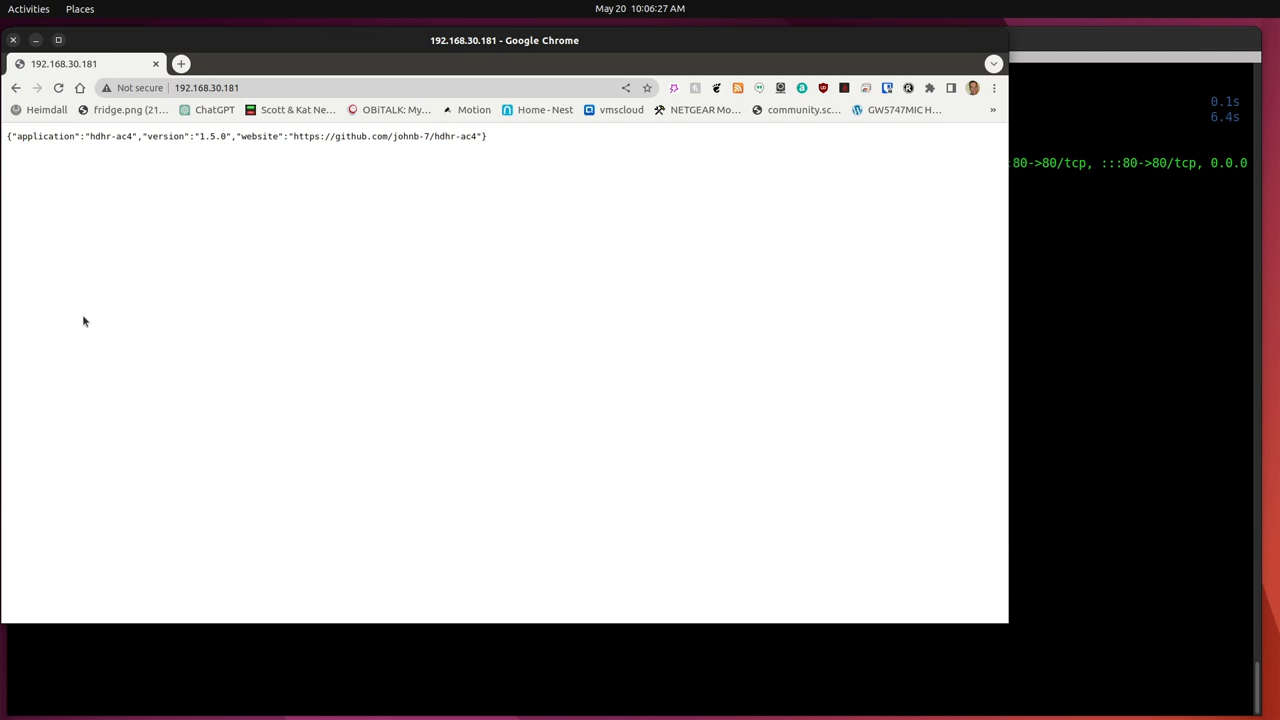 Activities Places May 20 10:06:27 AM
192.168.30.181 - Google Chrome
192.168.30.181
Not secure 192.168.30.181
Heimdall fridge.png (21... ChatGPT Scott & Kat Ne... OBiTALK: My... Motion Home - Nest vmscloud NETGEAR Mo... community.sc... GW5747MIC H... »
0.1s
6.4s
{"application":"hdhr-ac4","version":"1.5.0","website":"https://github.com/johnb-7/hdhr-ac4"}
:80->80/tcp, :::80->80/tcp, 0.0.0